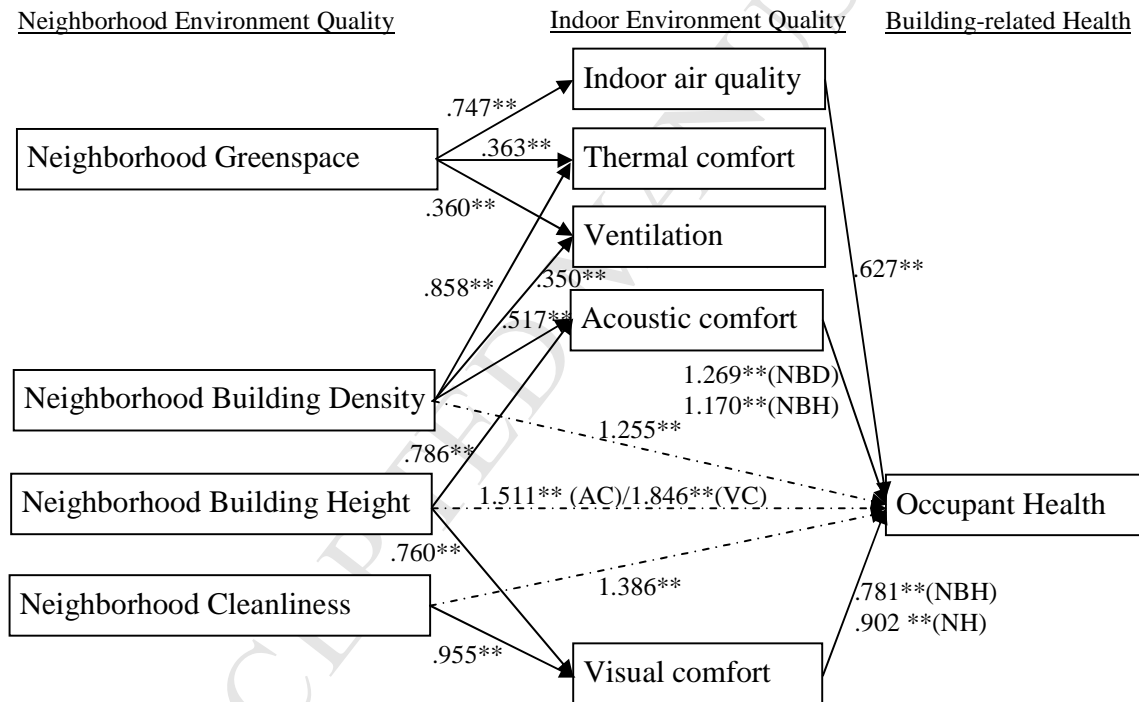 Neighborhood Environment Quality
Indoor Environment Quality
Building-related Health
Indoor air quality
.747**
Neighborhood Greenspace
.363**
Thermal comfort
.360**
Ventilation
.627**
.858**
.350**
.517**
Acoustic comfort
1.269**(NBD)
1.170**(NBH)
Neighborhood Building Density
1.255**
.786**
Neighborhood Building Height
1.511** (AC)/1.846**(VC)
Occupant Health
.760**
Neighborhood Cleanliness
1.386**
.781**(NBH)
.902 **(NH)
.955**
Visual comfort